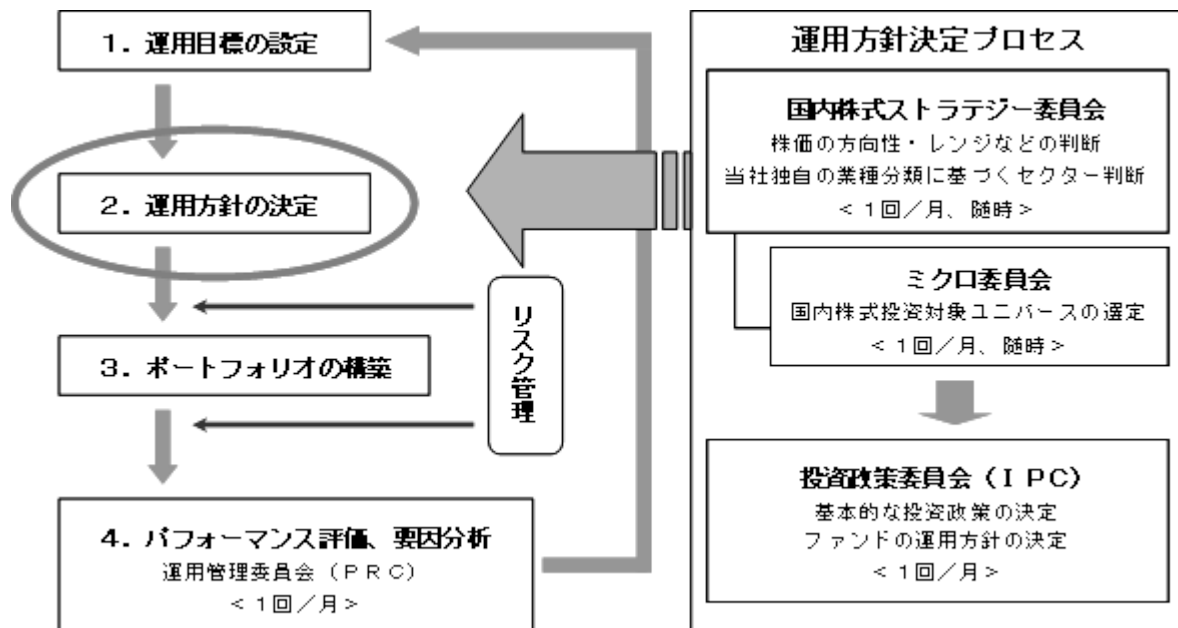 1．運用目標の設定
2．運用方針の決定
リスク管理
3．ポートフォリオの構築
4．パフォーマンス評価、要因分析
運用管理委員会（PRC）
＜1回／月＞
運用方針決定プロセス
国内株式ストラテジー委員会
株価の方向性・レンジなどの判断
当社独自の業種分類に基づくセクター判断
＜1回／月、随時＞
ミクロ委員会
国内株式投資対象ユニバースの選定
＜1回／月、随時＞
投資政策委員会（IPC）
基本的な投資政策の決定
ファンドの運用方針の決定
＜1回／月＞